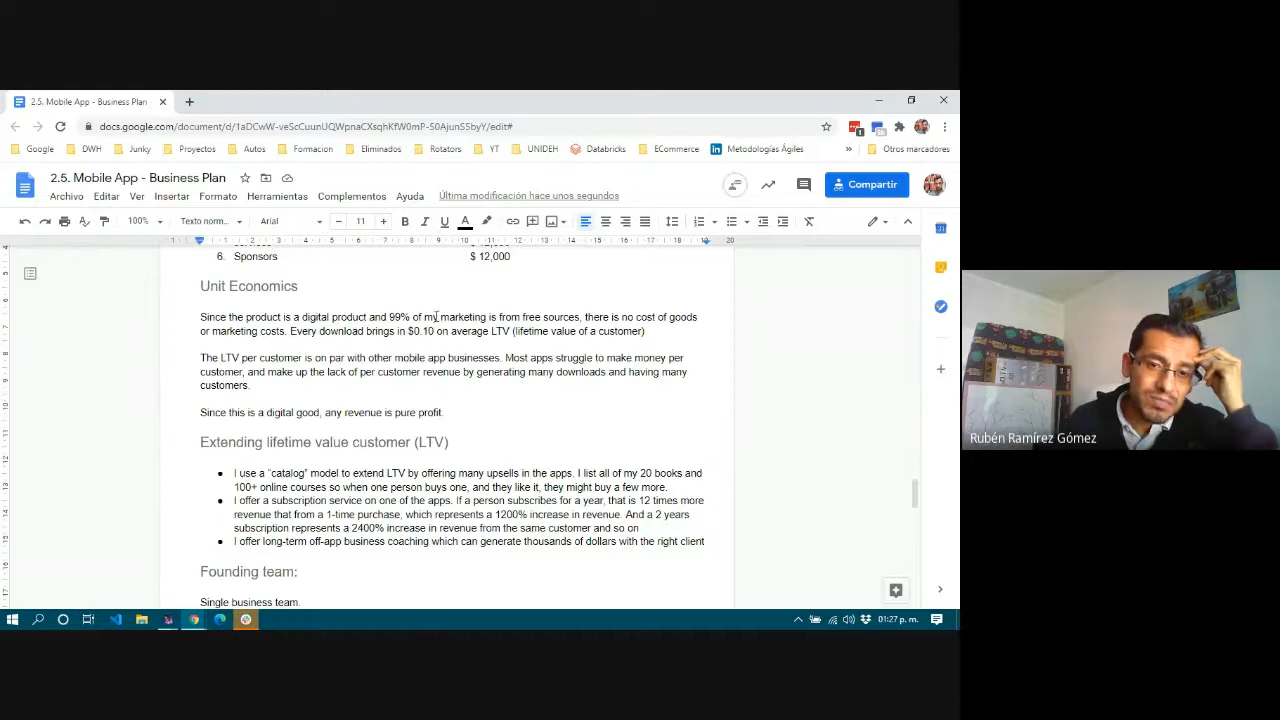 2.5. Mobile App - Business Plan
docs.google.com/document/d/1aDCwW-veScCuunUQWpnaCXsqhKfW0mP-50AjunS5byY/edit#
Google DWH Junky Proyectos Autos Formacion Eliminados Rotators YT UNIDEH Databricks ECommerce Metodologías Ágiles » Otros marcadores
2.5. Mobile App - Business Plan
Compartir
Archivo Editar Ver Insertar Formato Herramientas Complementos Ayuda Última modificación hace unos segundos
100% Texto norm... Arial 11
6. Sponsors $ 12,000
Unit Economics
Since the product is a digital product and 99% of my marketing is from free sources, there is no cost of goods
or marketing costs. Every download brings in $0.10 on average LTV (lifetime value of a customer)
The LTV per customer is on par with other mobile app businesses. Most apps struggle to make money per
customer, and make up the lack of per customer revenue by generating many downloads and having many
customers.
Since this is a digital good, any revenue is pure profit.
Extending lifetime value customer (LTV)
● I use a “catalog” model to extend LTV by offering many upsells in the apps. I list all of my 20 books and
100+ online courses so when one person buys one, and they like it, they might buy a few more.
● I offer a subscription service on one of the apps. If a person subscribes for a year, that is 12 times more
revenue that from a 1-time purchase, which represents a 1200% increase in revenue. And a 2 years
subscription represents a 2400% increase in revenue from the same customer and so on
● I offer long-term off-app business coaching which can generate thousands of dollars with the right client
Founding team:
Single business team.
01:27 p. m.
Rubén Ramírez Gómez